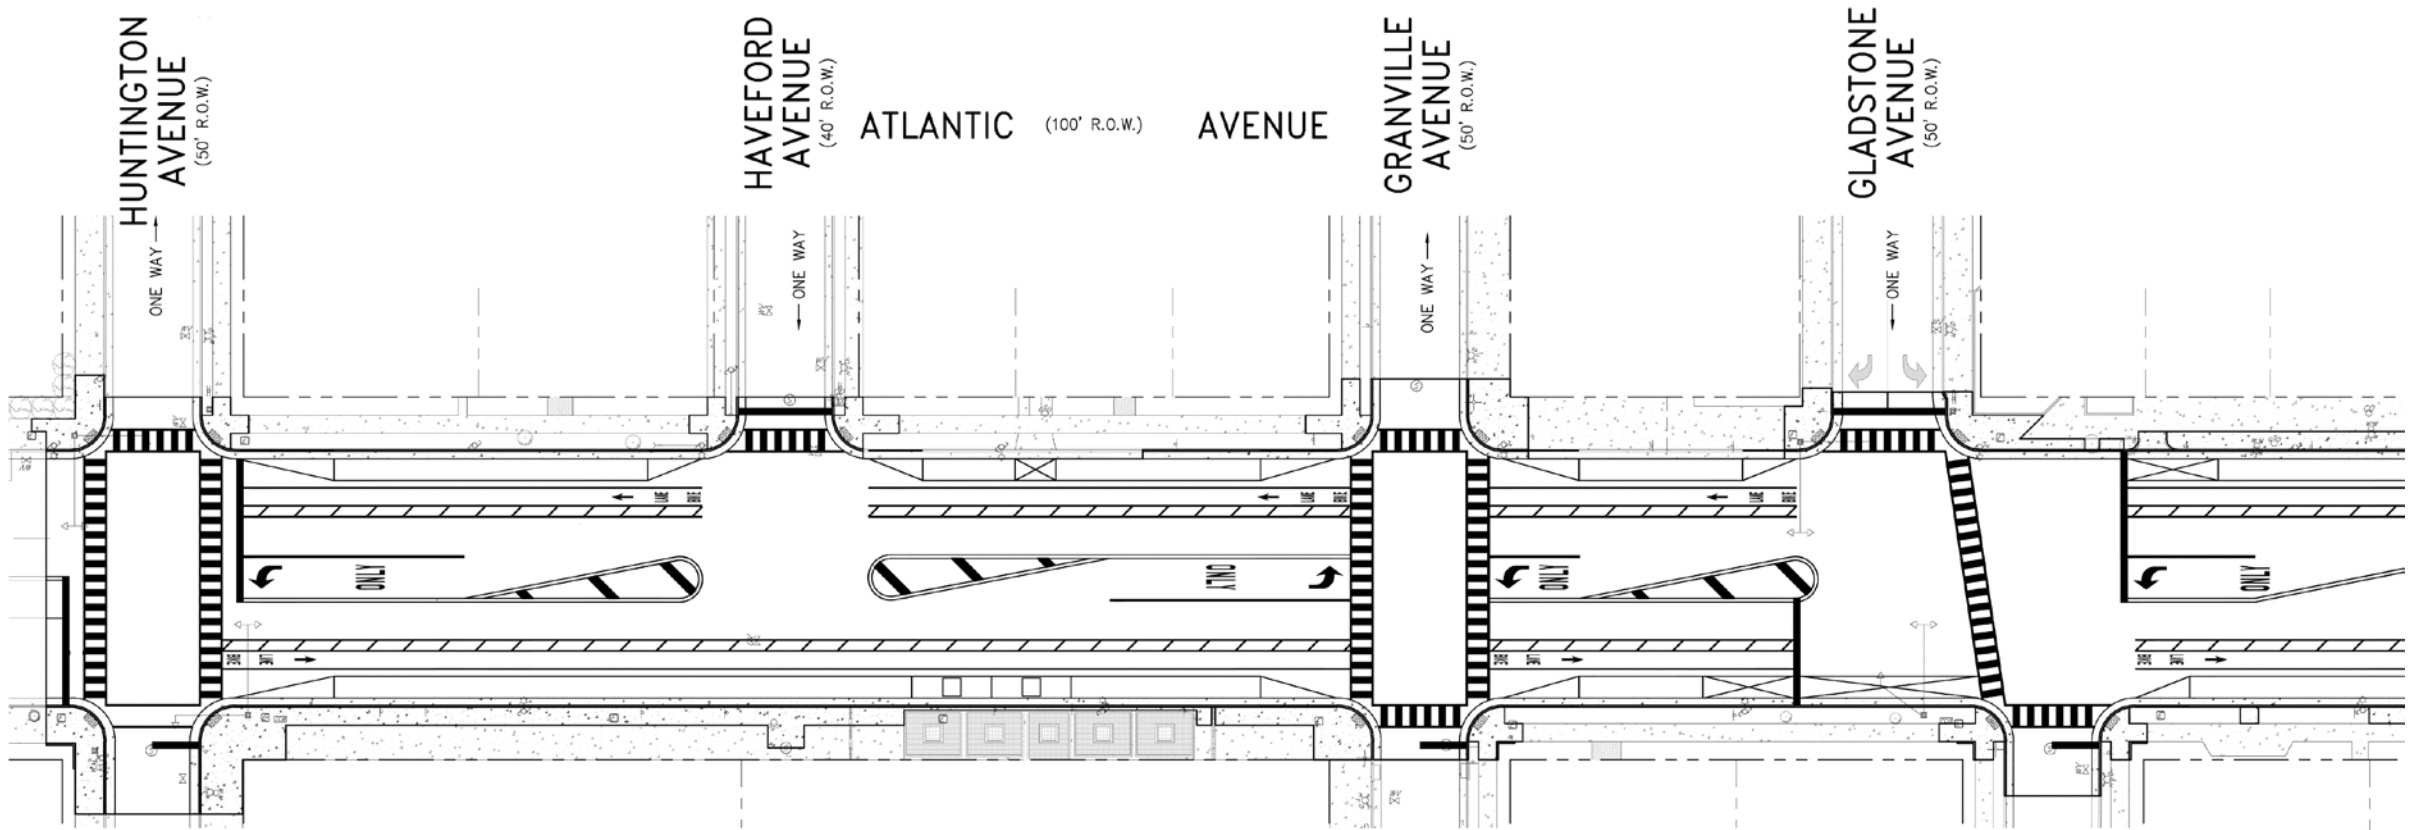 HUNTINGTON
AVENUE
(50' R.O.W.)
HAVEFORD
AVENUE
(40' R.O.W.)
ATLANTIC (100' R.O.W.) AVENUE
GRANVILLE
AVENUE
(50' R.O.W.)
GLADSTONE
AVENUE
(50' R.O.W.)
ONE WAY
ONE WAY
ONE WAY
ONE WAY
LANE BIKE
LANE BIKE
LANE BIKE
ONLY
ONLY
ONLY
ONLY
BIKE LANE
BIKE LANE
BIKE LANE